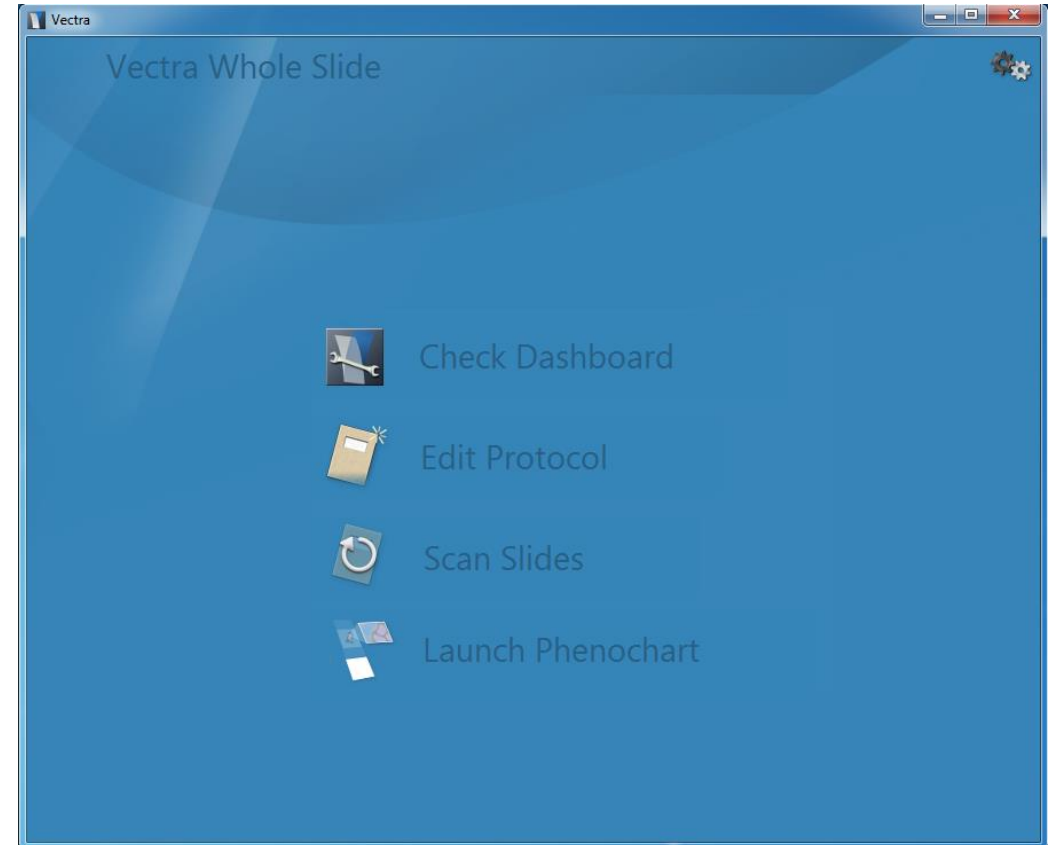 Vectra
Vectra Whole Slide
Check Dashboard
Edit Protocol
Scan Slides
Launch Phenochart